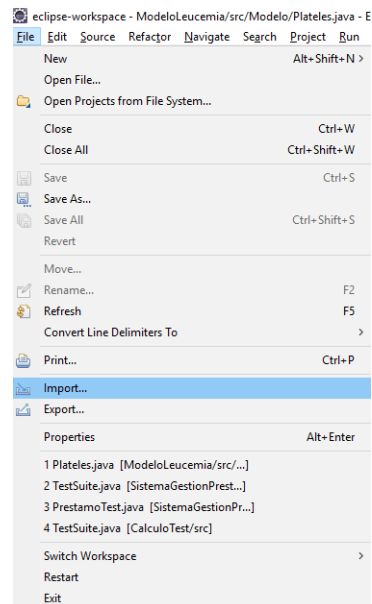 eclipse-workspace - ModeloLeucemia/src/Modelo/Plateles.java - E
File Edit Source Refactor Navigate Search Project Run
New Alt+Shift+N >
Open File...
Open Projects from File System...
Close Ctrl+W
Close All Ctrl+Shift+W
Save Ctrl+S
Save As...
Save All Ctrl+Shift+S
Revert
Move...
Rename... F2
Refresh F5
Convert Line Delimiters To >
Print... Ctrl+P
Import...
Export...
Properties Alt+Enter
1 Plateles.java [ModeloLeucemia/src/...]
2 TestSuite.java [SistemaGestionPrest...]
3 PrestamoTest.java [SistemaGestionPr...]
4 TestSuite.java [CalculoTest/src]
Switch Workspace >
Restart
Exit